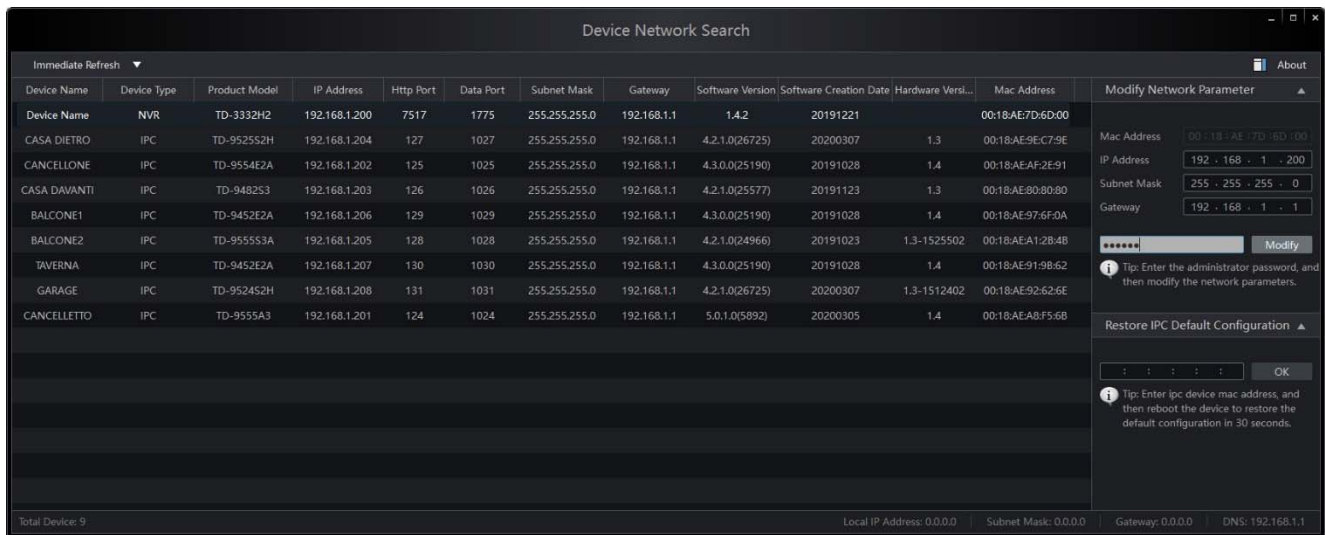 Device Network Search
Immediate Refresh ▼ About
Device Name Device Type Product Model IP Address Http Port Data Port Subnet Mask Gateway Software Version Software Creation Date Hardware Versi... Mac Address
Device Name NVR TD-3332H2 192.168.1.200 7517 1775 255.255.255.0 192.168.1.1 1.4.2 20191221 00:18:AE:7D:6D:00
CASA DIETRO IPC TD-9525S2H 192.168.1.204 127 1027 255.255.255.0 192.168.1.1 4.2.1.0(26725) 20200307 1.3 00:18:AE:9E:C7:9E
CANCELLONE IPC TD-9554E2A 192.168.1.202 125 1025 255.255.255.0 192.168.1.1 4.3.0.0(25190) 20191028 1.4 00:18:AE:AF:2E:91
CASA DAVANTI IPC TD-9482S3 192.168.1.203 126 1026 255.255.255.0 192.168.1.1 4.2.1.0(25577) 20191123 1.3 00:18:AE:80:80:80
BALCONE1 IPC TD-9452E2A 192.168.1.206 129 1029 255.255.255.0 192.168.1.1 4.3.0.0(25190) 20191028 1.4 00:18:AE:97:6F:0A
BALCONE2 IPC TD-9555S3A 192.168.1.205 128 1028 255.255.255.0 192.168.1.1 4.2.1.0(24966) 20191023 1.3-1525502 00:18:AE:A1:2B:4B
TAVERNA IPC TD-9452E2A 192.168.1.207 130 1030 255.255.255.0 192.168.1.1 4.3.0.0(25190) 20191028 1.4 00:18:AE:91:9B:62
GARAGE IPC TD-9524S2H 192.168.1.208 131 1031 255.255.255.0 192.168.1.1 4.2.1.0(26725) 20200307 1.3-1512402 00:18:AE:92:62:6E
CANCELLETTO IPC TD-9555A3 192.168.1.201 124 1024 255.255.255.0 192.168.1.1 5.0.1.0(5892) 20200305 1.4 00:18:AE:A8:F5:6B
Modify Network Parameter ▲
Mac Address 00 : 18 : AE : 7D : 6D : 00
IP Address 192 . 168 . 1 . 200
Subnet Mask 255 . 255 . 255 . 0
Gateway 192 . 168 . 1 . 1
●●●●●● Modify
Tip: Enter the administrator password, and
then modify the network parameters.
Restore IPC Default Configuration ▲
: : : : : OK
Tip: Enter ipc device mac address, and
then reboot the device to restore the
default configuration in 30 seconds.
Total Device: 9 Local IP Address: 0.0.0.0 Subnet Mask: 0.0.0.0 Gateway: 0.0.0.0 DNS: 192.168.1.1